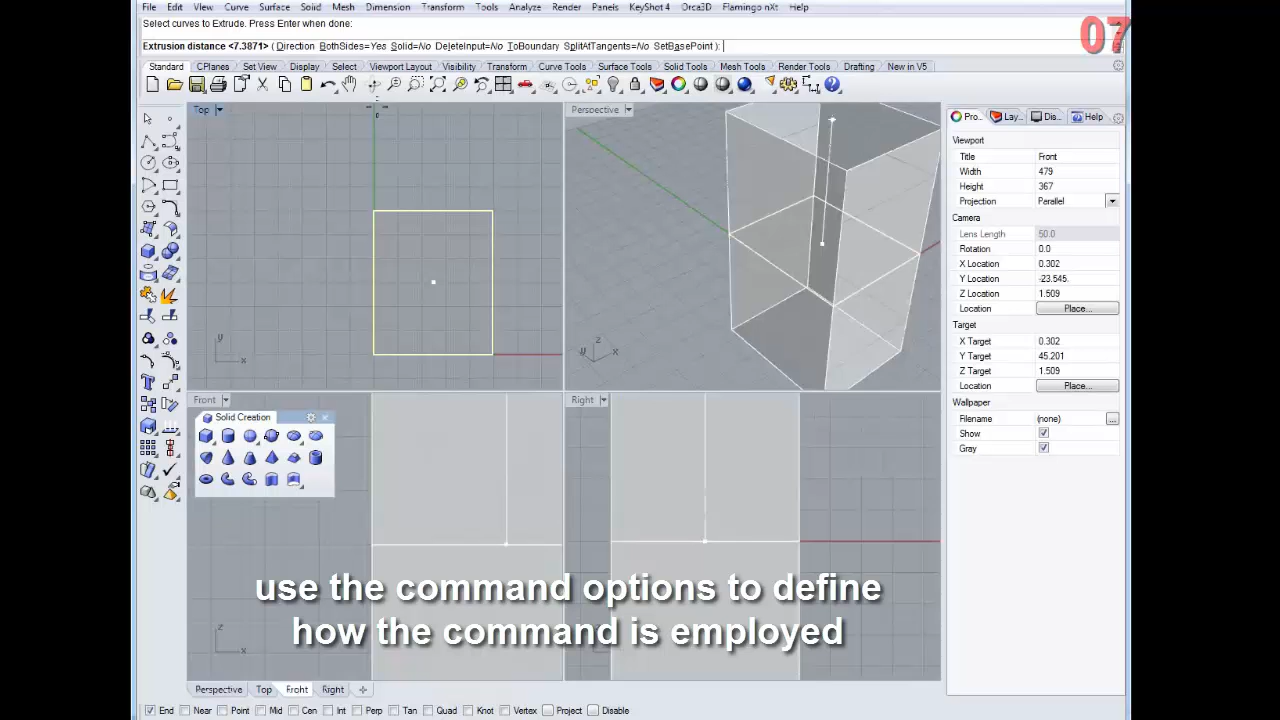 File Edit View Curve Surface Solid Mesh Dimension Transform Tools Analyze Render Panels KeyShot 4 Orca3D Flamingo nXt Help
07
Select curves to Extrude. Press Enter when done:
Extrusion distance <7.3871> ( Direction BothSides=Yes Solid=No DeleteInput=No ToBoundary SplitAtTangents=No SetBasePoint ):
Standard CPlanes Set View Display Select Viewport Layout Visibility Transform Curve Tools Surface Tools Solid Tools Mesh Tools Render Tools Drafting New in V5
Top
Perspective
Pro... Lay... Dis... Help
Viewport
Title Front
Width 479
Height 367
Projection Parallel
Camera
Lens Length 50.0
Rotation 0.0
X Location 0.302
Y Location -23.545
Z Location 1.509
Location Place...
Target
X Target 0.302
Y Target 45.201
Z Target 1.509
Location Place...
Wallpaper
Filename (none) ...
Show
Gray
y
x
z
y
x
Front
Right
Solid Creation
z
x
z
use the command options to define
how the command is employed
Perspective Top Front Right
End Near Point Mid Cen Int Perp Tan Quad Knot Vertex Project Disable